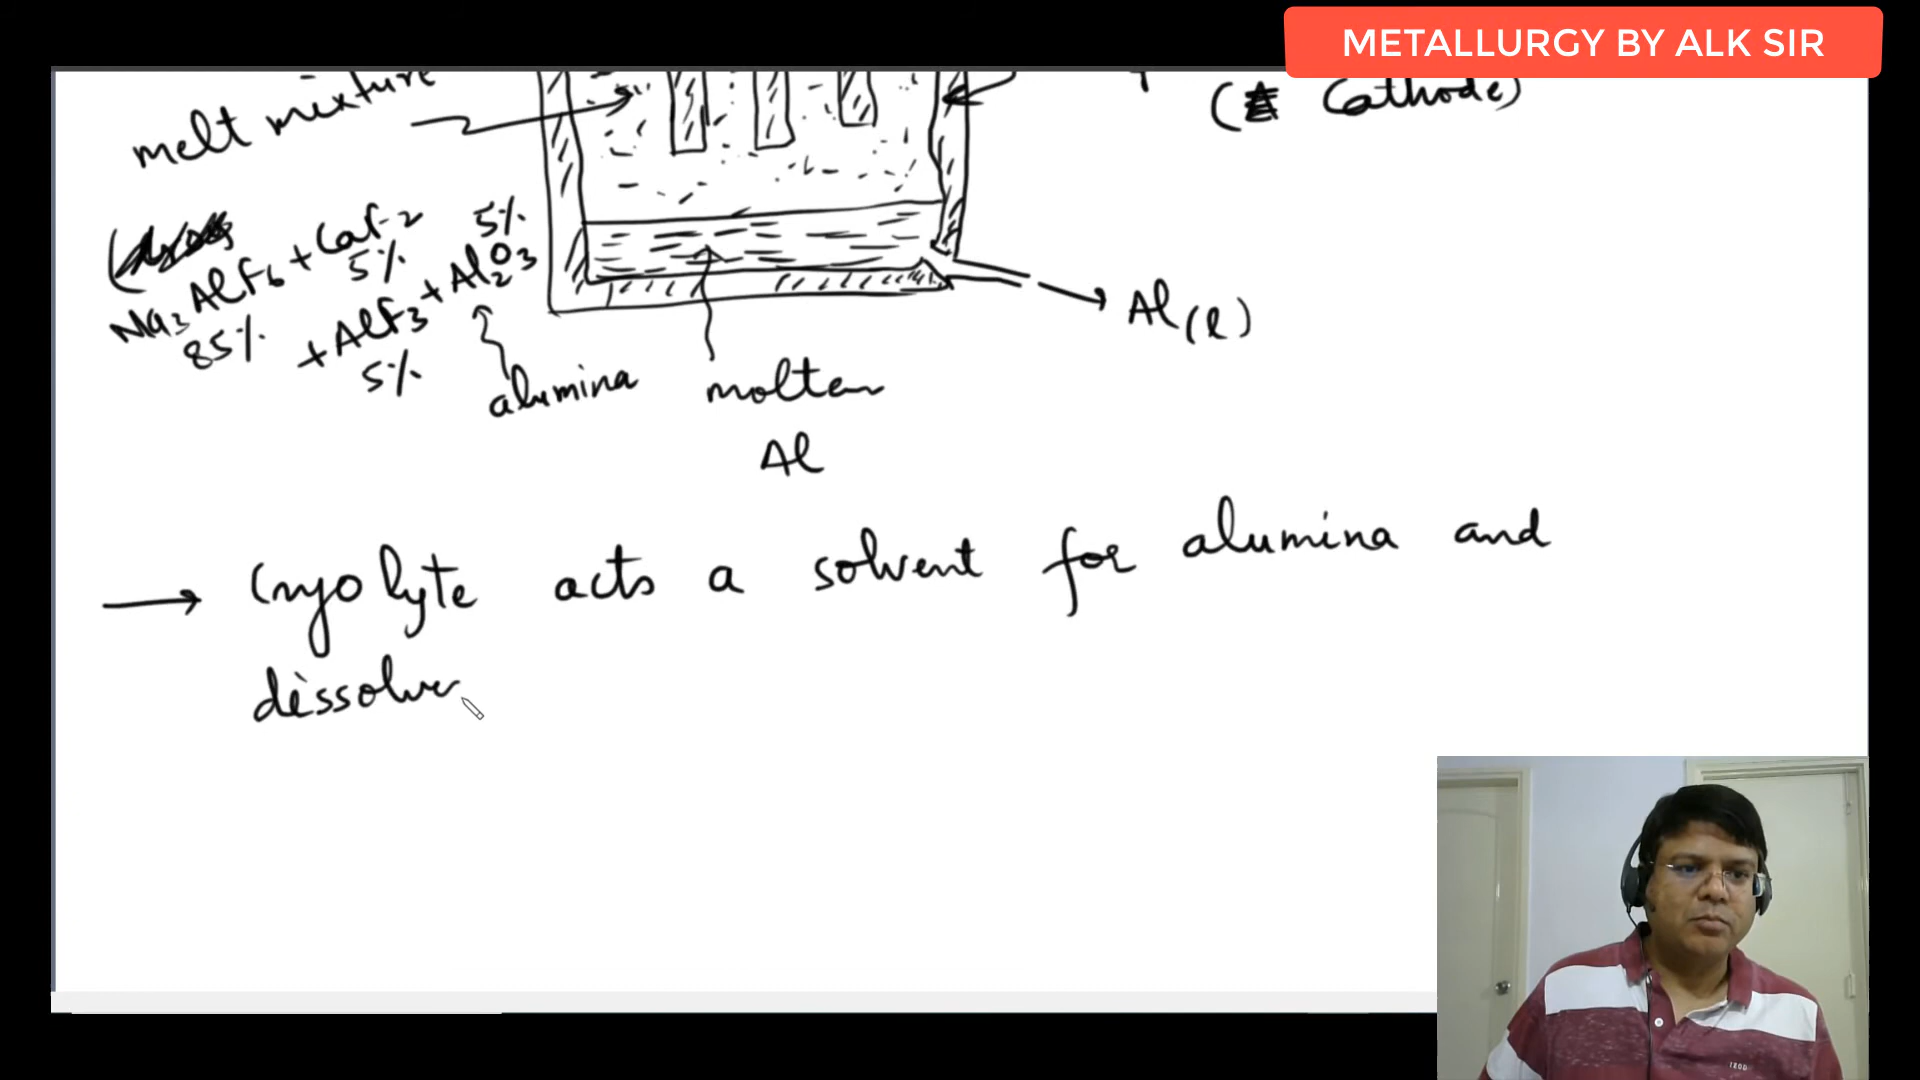 METALLURGY BY ALK SIR
melt mixture
(Cathode)
Na3AlF6 + CaF2 5%
85% 5%
+ AlF3 + Al2O3
5%
alumina
molten
Al
Al(l)
→ Cryolyte acts a solvent for alumina and
dissolve
IZOD